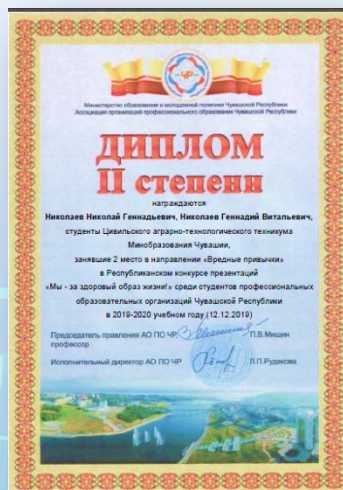 ЧР
Министерство образования и молодежной политики Чувашской Республики
Ассоциация организаций профессионального образования Чувашской Республики
ДИПЛОМ
II степени
награждаются
Николаев Николай Геннадьевич, Николаев Геннадий Витальевич,
студенты Цивильского аграрно-технологического техникума
Минобразования Чувашии,
занявшие 2 место в направлении «Вредные привычки»
в Республиканском конкурсе презентаций
«Мы - за здоровый образ жизни!» среди студентов профессиональных
образовательных организаций Чувашской Республики
в 2019-2020 учебном году (12.12.2019)
Председатель правления АО ПО ЧР, П.В.Мишин
профессор
Исполнительный директор АО ПО ЧР Л.П.Рудакова